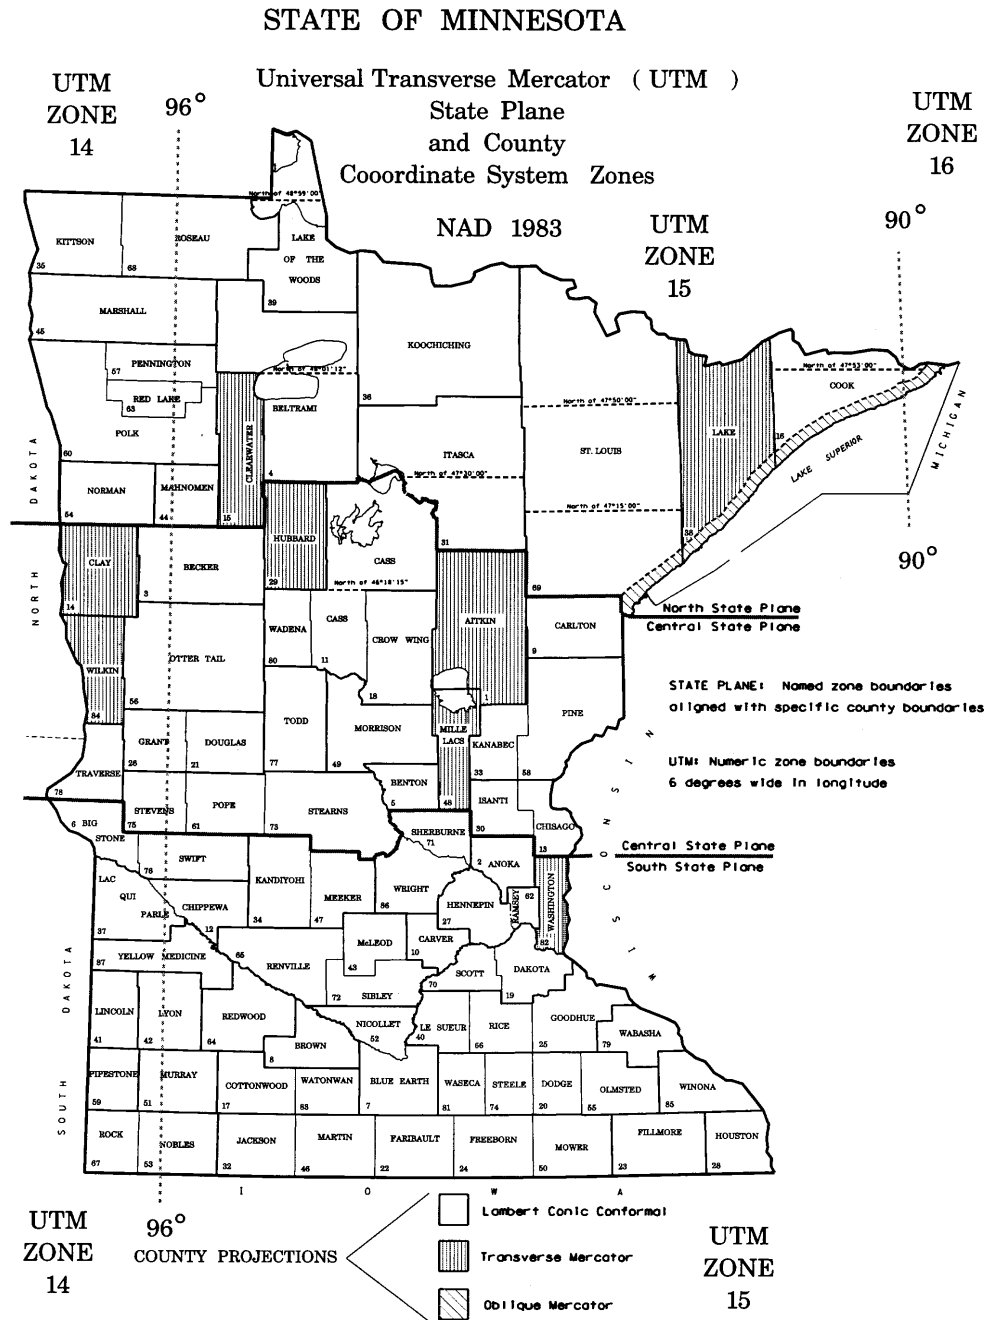 STATE OF MINNESOTA
Universal Transverse Mercator ( UTM )
State Plane
and County
Cooordinate System Zones
NAD 1983
UTM
ZONE
14
96°
UTM
ZONE
15
UTM
ZONE
16
90°
North of 48°59'00"
KITTSON
35
ROSEAU
68
LAKE
OF THE
WOODS
39
MARSHALL
45
KOOCHICHING
36
PENNINGTON
57
RED LAKE
63
POLK
60
North of 48°01'12"
BELTRAMI
4
CLEARWATER
15
North of 47°53'00"
COOK
16
LAKE
38
LAKE SUPERIOR
MICHIGAN
North of 47°50'00"
ST. LOUIS
69
ITASCA
31
North of 47°30'00"
North of 47°15'00"
NORMAN
54
MAHNOMEN
44
NORTH DAKOTA
CLAY
14
BECKER
3
HUBBARD
29
CASS
North of 46°18'15"
90°
North State Plane
Central State Plane
WILKIN
84
OTTER TAIL
56
WADENA
80
CASS
11
CROW WING
18
AITKIN
1
CARLTON
9
STATE PLANE: Named zone boundaries
aligned with specific county boundaries
UTM: Numeric zone boundaries
6 degrees wide in longitude
TODD
77
MORRISON
49
MILLE
LACS
48
KANABEC
33
PINE
58
GRANT
26
DOUGLAS
21
TRAVERSE
78
STEVENS
75
POPE
61
STEARNS
73
BENTON
5
ISANTI
30
CHISAGO
13
WISCONSIN
Central State Plane
South State Plane
6 BIG
STONE
SWIFT
76
KANDIYOHI
34
MEEKER
47
SHERBURNE
71
WRIGHT
86
2 ANOKA
HENNEPIN
27
RAMSEY
62
WASHINGTON
82
LAC
QUI
PARLE
37
CHIPPEWA
12
YELLOW MEDICINE
87
RENVILLE
65
McLEOD
43
CARVER
10
SCOTT
70
DAKOTA
19
SIBLEY
72
SOUTH DAKOTA
LINCOLN
41
LYON
42
REDWOOD
64
BROWN
8
NICOLLET
52
LE SUEUR
40
RICE
66
GOODHUE
25
WABASHA
79
PIPESTONE
59
MURRAY
51
COTTONWOOD
17
WATONWAN
83
BLUE EARTH
7
WASECA
81
STEELE
74
DODGE
20
OLMSTED
55
WINONA
85
ROCK
67
NOBLES
53
JACKSON
32
MARTIN
46
FARIBAULT
22
FREEBORN
24
MOWER
50
FILLMORE
23
HOUSTON
28
IOWA
UTM
ZONE
14
96°
COUNTY PROJECTIONS
Lambert Conic Conformal
Transverse Mercator
Oblique Mercator
UTM
ZONE
15